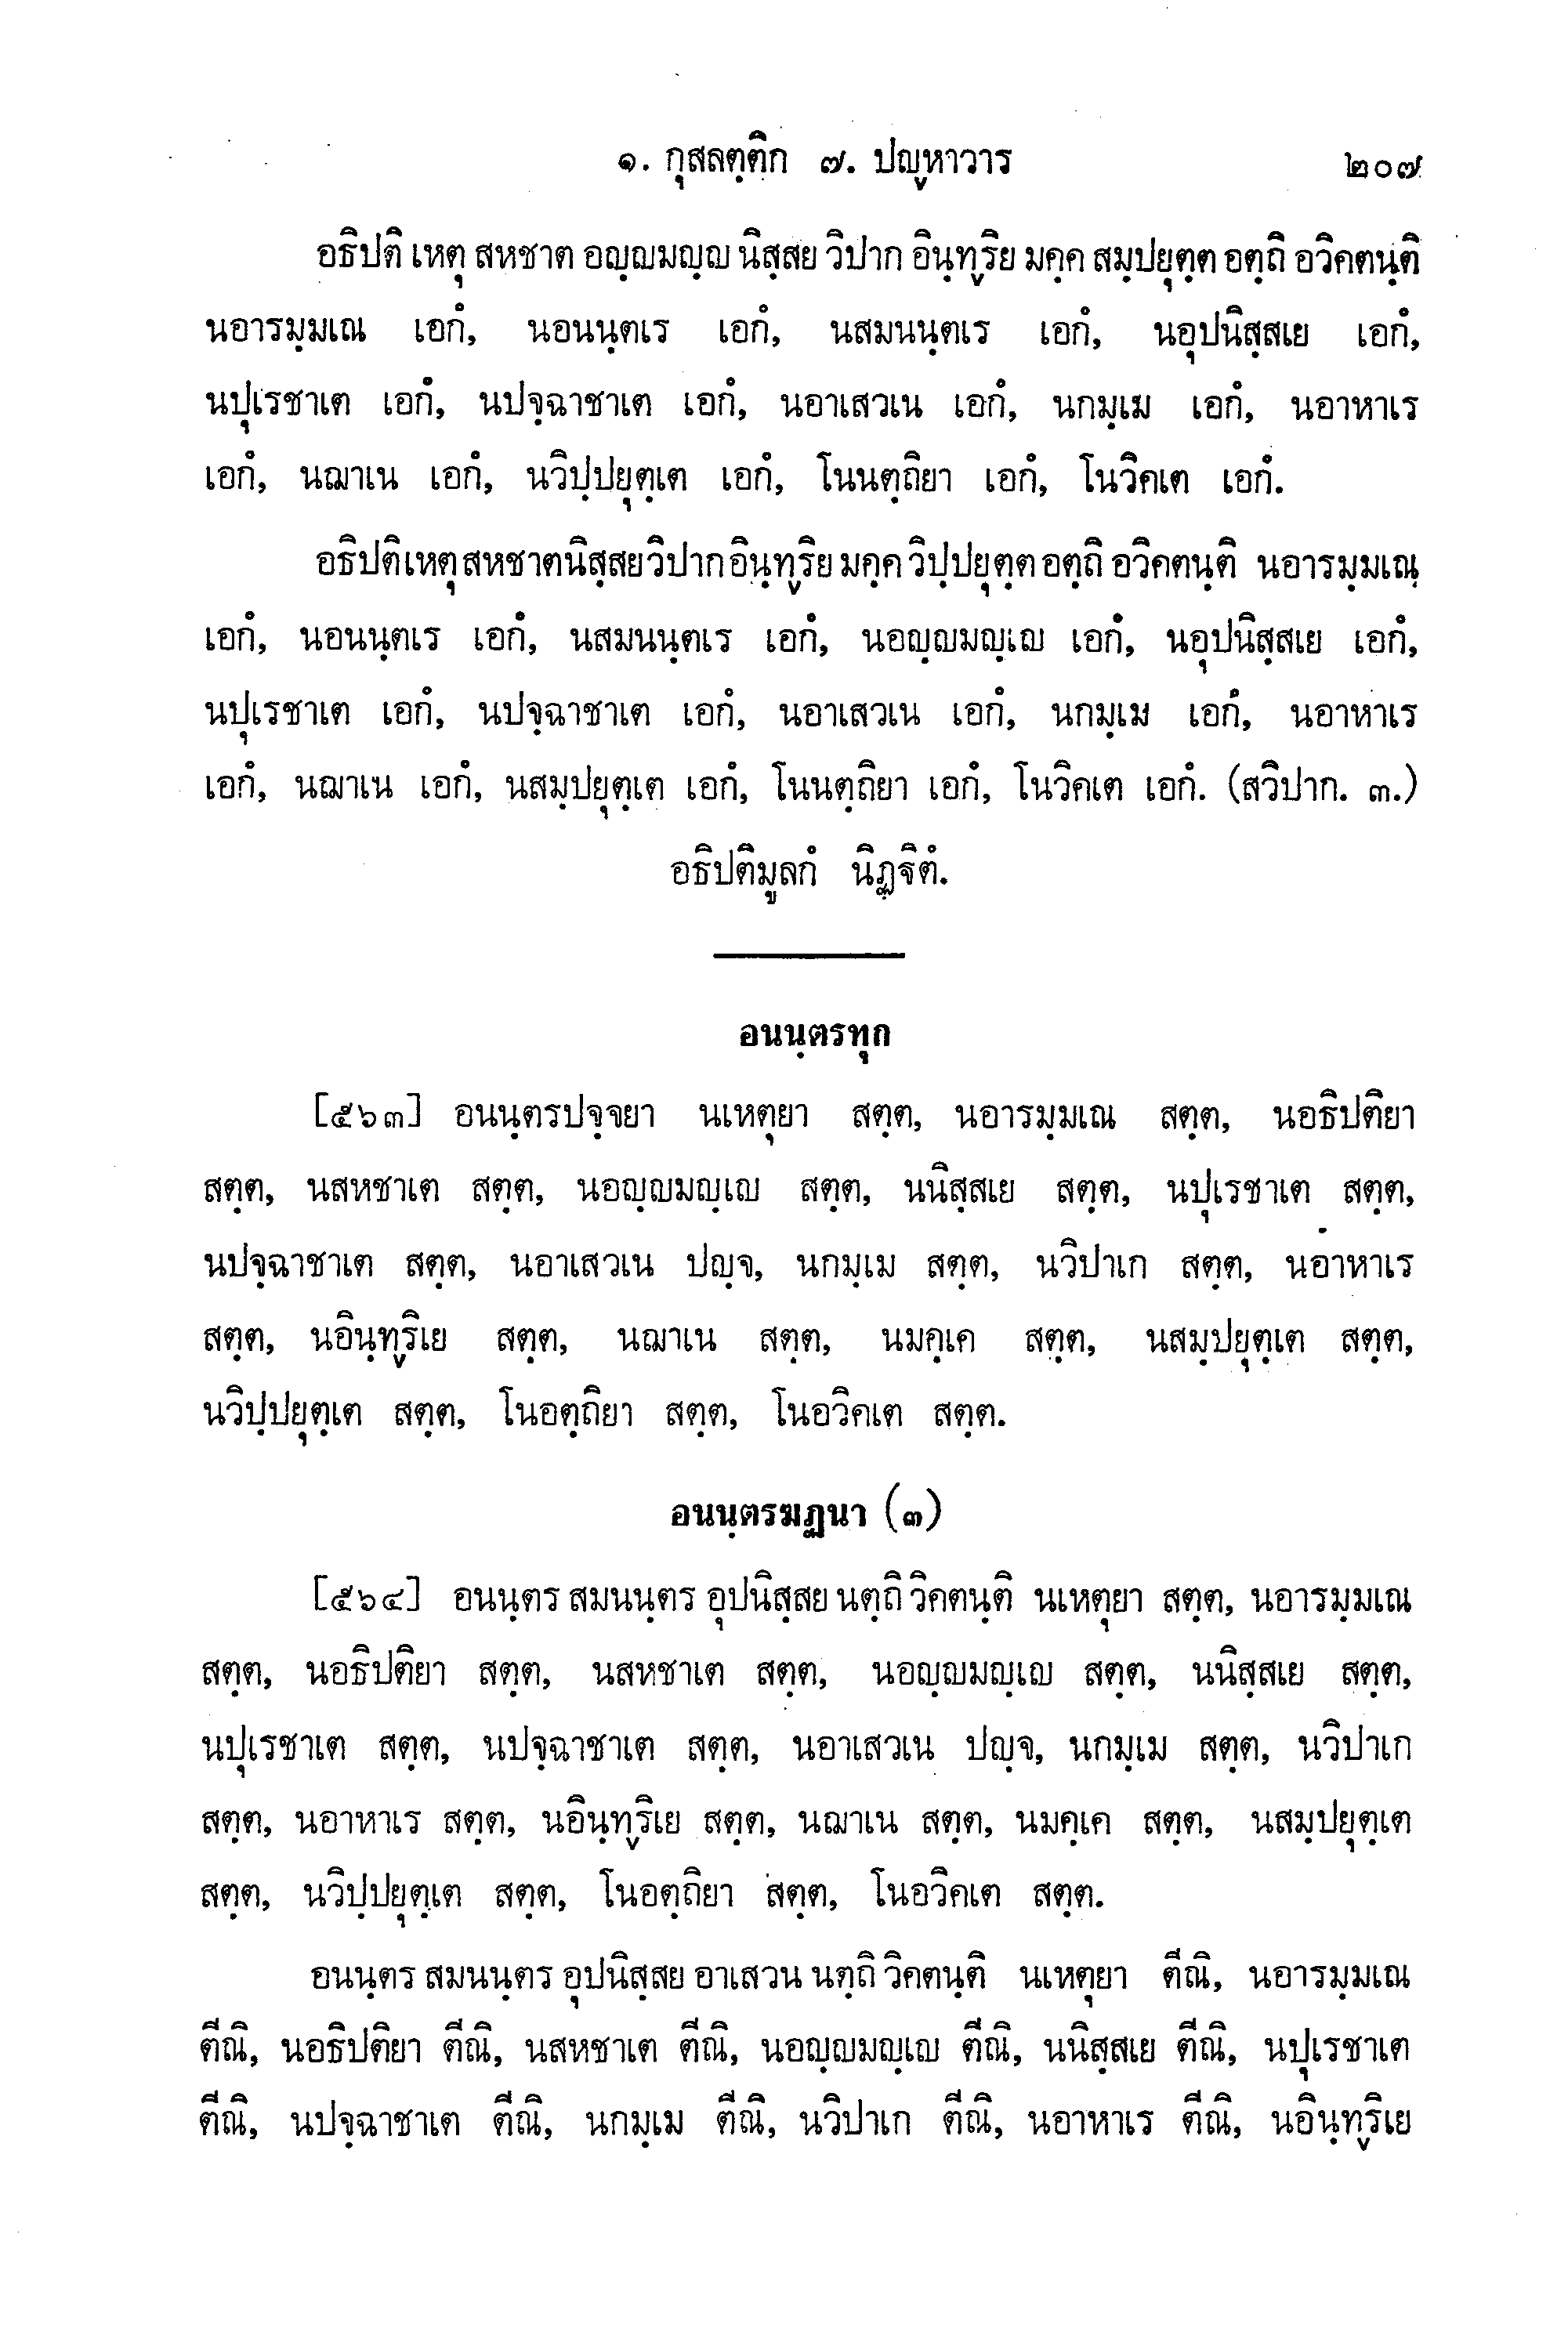 ๑. กุสลตฺติก ๗. ปญฺหาวาร ๒๐๗
อธิปติ เหตุ สหชาต อญฺญมญฺญ นิสฺสย วิปาก อินฺทฺริย มคฺค สมฺปยุตฺต อตฺถิ อวิคตนฺติ
นอารมฺมเณ เอกํ, นอนนฺตเร เอกํ, นสมนนฺตเร เอกํ, นอุปนิสฺสเย เอกํ,
นปุเรชาเต เอกํ, นปจฺฉาชาเต เอกํ, นอาเสวเน เอกํ, นกมฺเม เอกํ, นอาหาเร
เอกํ, นฌาเน เอกํ, นวิปฺปยุตฺเต เอกํ, โนนตฺถิยา เอกํ, โนวิคเต เอกํ.
อธิปติเหตุสหชาตนิสฺสยวิปากอินฺทฺริย มคฺค วิปฺปยุตฺต อตฺถิ อวิคตนฺติ นอารมฺมเณ
เอกํ, นอนนฺตเร เอกํ, นสมนนฺตเร เอกํ, นอญฺญมญฺเญ เอกํ, นอุปนิสฺสเย เอกํ,
นปุเรชาเต เอกํ, นปจฺฉาชาเต เอกํ, นอาเสวเน เอกํ, นกมฺเม เอกํ, นอาหาเร
เอกํ, นฌาเน เอกํ, นสมฺปยุตฺเต เอกํ, โนนตฺถิยา เอกํ, โนวิคเต เอกํ. (สวิปาก. ๓.)
อธิปติมูลกํ นิฏฺฐิตํ.
อนนฺตรทุก
[๕๖๓] อนนฺตรปจฺจยา นเหตุยา สตฺต, นอารมฺมเณ สตฺต, นอธิปติยา
สตฺต, นสหชาเต สตฺต, นอญฺญมญฺเญ สตฺต, นนิสฺสเย สตฺต, นปุเรชาเต สตฺต,
นปจฺฉาชาเต สตฺต, นอาเสวเน ปญฺจ, นกมฺเม สตฺต, นวิปาเก สตฺต, นอาหาเร
สตฺต, นอินฺทฺริเย สตฺต, นฌาเน สตฺต, นมคฺเค สตฺต, นสมฺปยุตฺเต สตฺต,
นวิปฺปยุตฺเต สตฺต, โนอตฺถิยา สตฺต, โนอวิคเต สตฺต.
อนนฺตรฆฏนา (๓)
[๕๖๔] อนนฺตร สมนนฺตร อุปนิสฺสย นตฺถิ วิคตนฺติ นเหตุยา สตฺต, นอารมฺมเณ
สตฺต, นอธิปติยา สตฺต, นสหชาเต สตฺต, นอญฺญมญฺเญ สตฺต, นนิสฺสเย สตฺต,
นปุเรชาเต สตฺต, นปจฺฉาชาเต สตฺต, นอาเสวเน ปญฺจ, นกมฺเม สตฺต, นวิปาเก
สตฺต, นอาหาเร สตฺต, นอินฺทฺริเย สตฺต, นฌาเน สตฺต, นมคฺเค สตฺต, นสมฺปยุตฺเต
สตฺต, นวิปฺปยุตฺเต สตฺต, โนอตฺถิยา สตฺต, โนอวิคเต สตฺต.
อนนฺตร สมนนฺตร อุปนิสฺสย อาเสวน นตฺถิ วิคตนฺติ นเหตุยา ตีณิ, นอารมฺมเณ
ตีณิ, นอธิปติยา ตีณิ, นสหชาเต ตีณิ, นอญฺญมญฺเญ ตีณิ, นนิสฺสเย ตีณิ, นปุเรชาเต
ตีณิ, นปจฺฉาชาเต ตีณิ, นกมฺเม ตีณิ, นวิปาเก ตีณิ, นอาหาเร ตีณิ, นอินฺทฺริเย